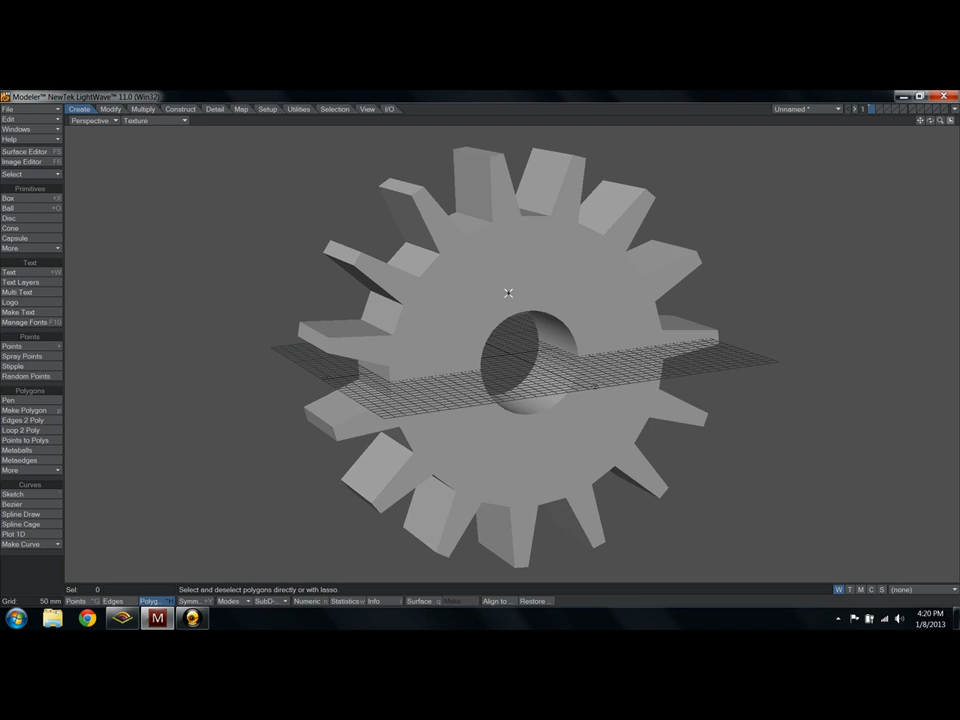 Modeler™ NewTek LightWave™ 11.0 (Win32)
File Create Modify Multiply Construct Detail Map Setup Utilities Selection View I/O Unnamed * 1
Edit Perspective Texture
Windows
Help
Surface Editor F5
Image Editor F6
Select
Primitives
Box +X
Ball +O
Disc
Cone
Capsule
More
Text
Text +W
Text Layers
Multi Text
Logo
Make Text
Manage Fonts F10
Points
Points +
Spray Points
Stipple
Random Points
Polygons
Pen
Make Polygon p
Edges 2 Poly
Loop 2 Poly
Points to Polys
Metaballs
Metaedges
More
Curves
Sketch
Bezier
Spline Draw
Spline Cage
Plot 1D
Make Curve
Sel: 0 Select and deselect polygons directly or with lasso. W T M C S (none)
Grid: 50 mm Points ^G Edges Polyg. ^H Symm. +Y Modes SubD-.. Numeric n Statistics w Info i Surface q Make Align to ... Restore...
M
4:20 PM
1/8/2013